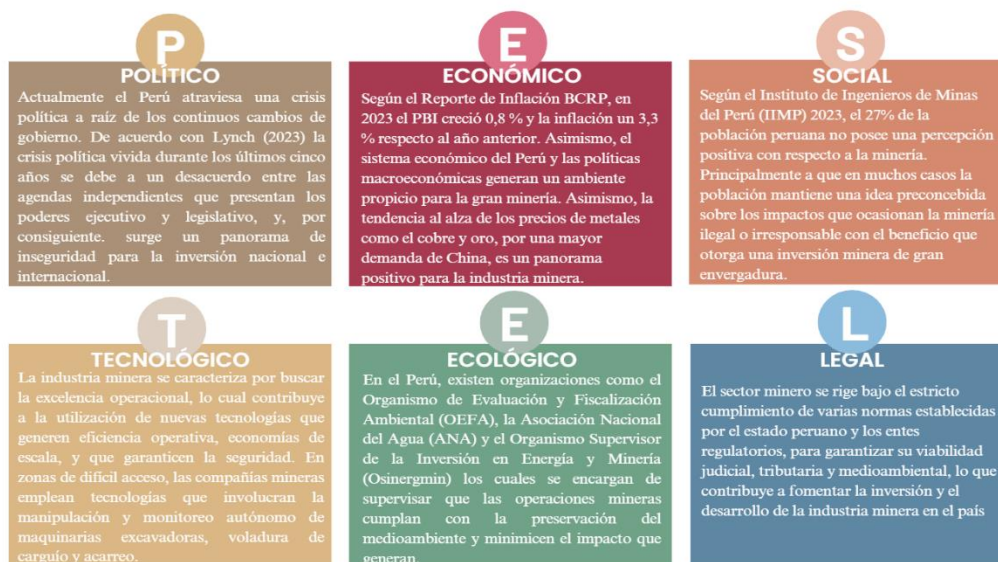 P
POLÍTICO
Actualmente el Perú atraviesa una crisis
política a raíz de los continuos cambios de
gobierno. De acuerdo con Lynch (2023) la
crisis política vivida durante los últimos cinco
años se debe a un desacuerdo entre las
agendas independientes que presentan los
poderes ejecutivo y legislativo, y, por
consiguiente. surge un panorama de
inseguridad para la inversión nacional e
internacional.
E
ECONÓMICO
Según el Reporte de Inflación BCRP, en
2023 el PBI creció 0,8 % y la inflación un 3,3
% respecto al año anterior. Asimismo, el
sistema económico del Perú y las políticas
macroeconómicas generan un ambiente
propicio para la gran minería. Asimismo, la
tendencia al alza de los precios de metales
como el cobre y oro, por una mayor
demanda de China, es un panorama
positivo para la industria minera.
S
SOCIAL
Según el Instituto de Ingenieros de Minas
del Perú (IIMP) 2023, el 27% de la
población peruana no posee una percepción
positiva con respecto a la minería.
Principalmente a que en muchos casos la
población mantiene una idea preconcebida
sobre los impactos que ocasionan la minería
ilegal o irresponsable con el beneficio que
otorga una inversión minera de gran
envergadura.
T
TECNOLÓGICO
La industria minera se caracteriza por buscar
la excelencia operacional, lo cual contribuye
a la utilización de nuevas tecnologías que
generen eficiencia operativa, economías de
escala, y que garanticen la seguridad. En
zonas de difícil acceso, las compañías mineras
emplean tecnologías que involucran la
manipulación y monitoreo autónomo de
maquinarias excavadoras, voladura de
carguío y acarreo.
E
ECOLÓGICO
En el Perú, existen organizaciones como el
Organismo de Evaluación y Fiscalización
Ambiental (OEFA), la Asociación Nacional
del Agua (ANA) y el Organismo Supervisor
de la Inversión en Energía y Minería
(Osinergmin) los cuales se encargan de
supervisar que las operaciones mineras
cumplan con la preservación del
medioambiente y minimicen el impacto que
generan
L
LEGAL
El sector minero se rige bajo el estricto
cumplimiento de varias normas establecidas
por el estado peruano y los entes
regulatorios, para garantizar su viabilidad
judicial, tributaria y medioambiental, lo que
contribuye a fomentar la inversión y el
desarrollo de la industria minera en el país